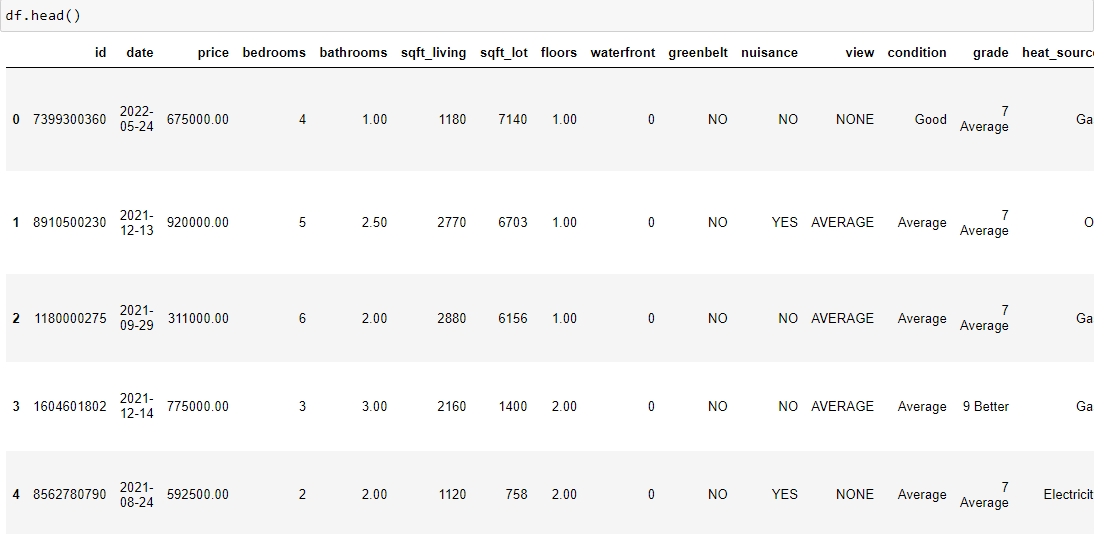 df.head()
id date price bedrooms bathrooms sqft_living sqft_lot floors waterfront greenbelt nuisance view condition grade heat_source
0 7399300360 2022-05-24 675000.00 4 1.00 1180 7140 1.00 0 NO NO NONE Good 7 Average Ga
1 8910500230 2021-12-13 920000.00 5 2.50 2770 6703 1.00 0 NO YES AVERAGE Average 7 Average O
2 1180000275 2021-09-29 311000.00 6 2.00 2880 6156 1.00 0 NO NO AVERAGE Average 7 Average Ga
3 1604601802 2021-12-14 775000.00 3 3.00 2160 1400 2.00 0 NO NO AVERAGE Average 9 Better Ga
4 8562780790 2021-08-24 592500.00 2 2.00 1120 758 2.00 0 NO YES NONE Average 7 Average Electricit